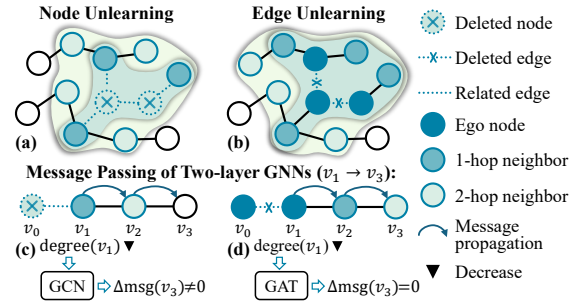 Node Unlearning
Edge Unlearning
(a)
(b)
Message Passing of Two-layer GNNs (v₁ → v₃):
v₀ v₁ v₂ v₃
v₀ v₁ v₂ v₃
(c) degree(v₁) ▼
(d) degree(v₁) ▼
GCN ⇨ Δmsg(v₃)≠0
GAT ⇨ Δmsg(v₃)=0
Deleted node
Deleted edge
Related edge
Ego node
1-hop neighbor
2-hop neighbor
Message
propagation
Decrease